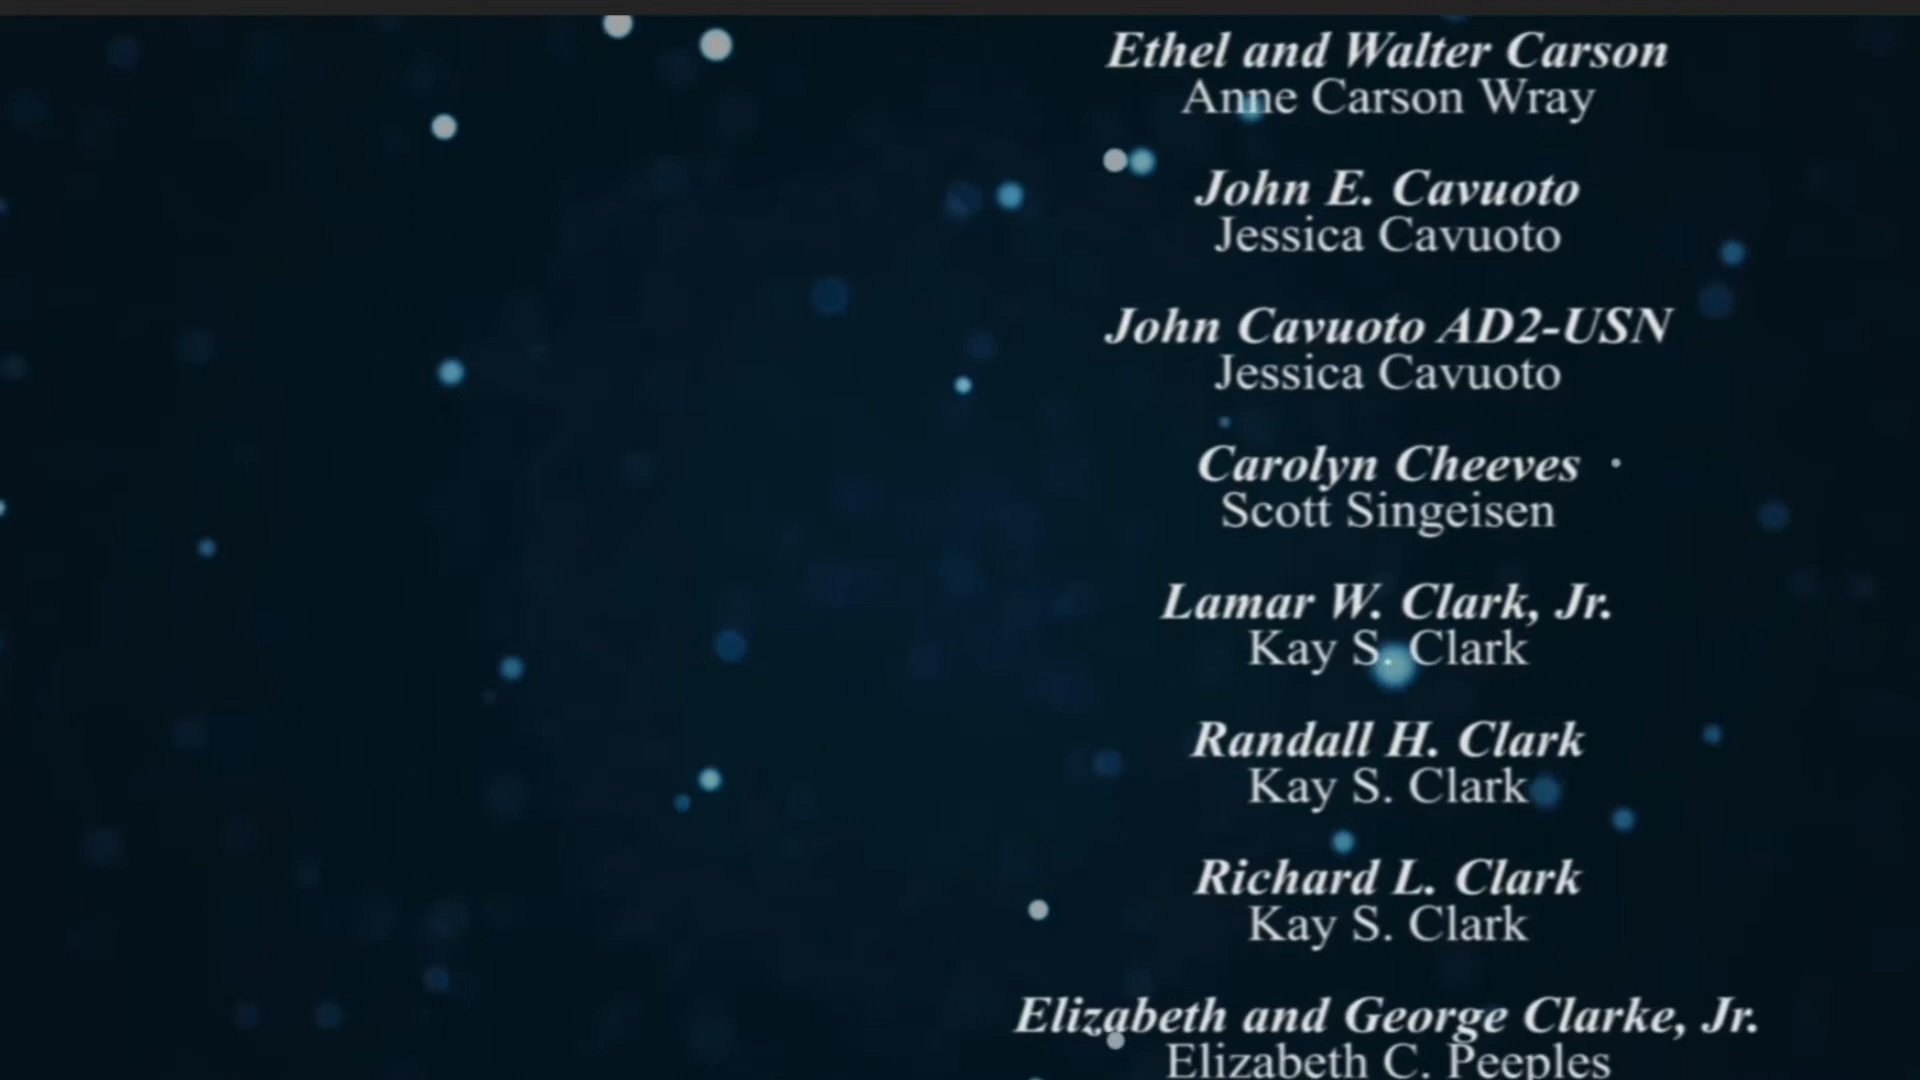 Ethel and Walter Carson
Anne Carson Wray
John E. Cavuoto
Jessica Cavuoto
John Cavuoto AD2-USN
Jessica Cavuoto
Carolyn Cheeves
Scott Singeisen
Lamar W. Clark, Jr.
Kay S. Clark
Randall H. Clark
Kay S. Clark
Richard L. Clark
Kay S. Clark
Elizabeth and George Clarke, Jr.
Elizabeth C. Peeples